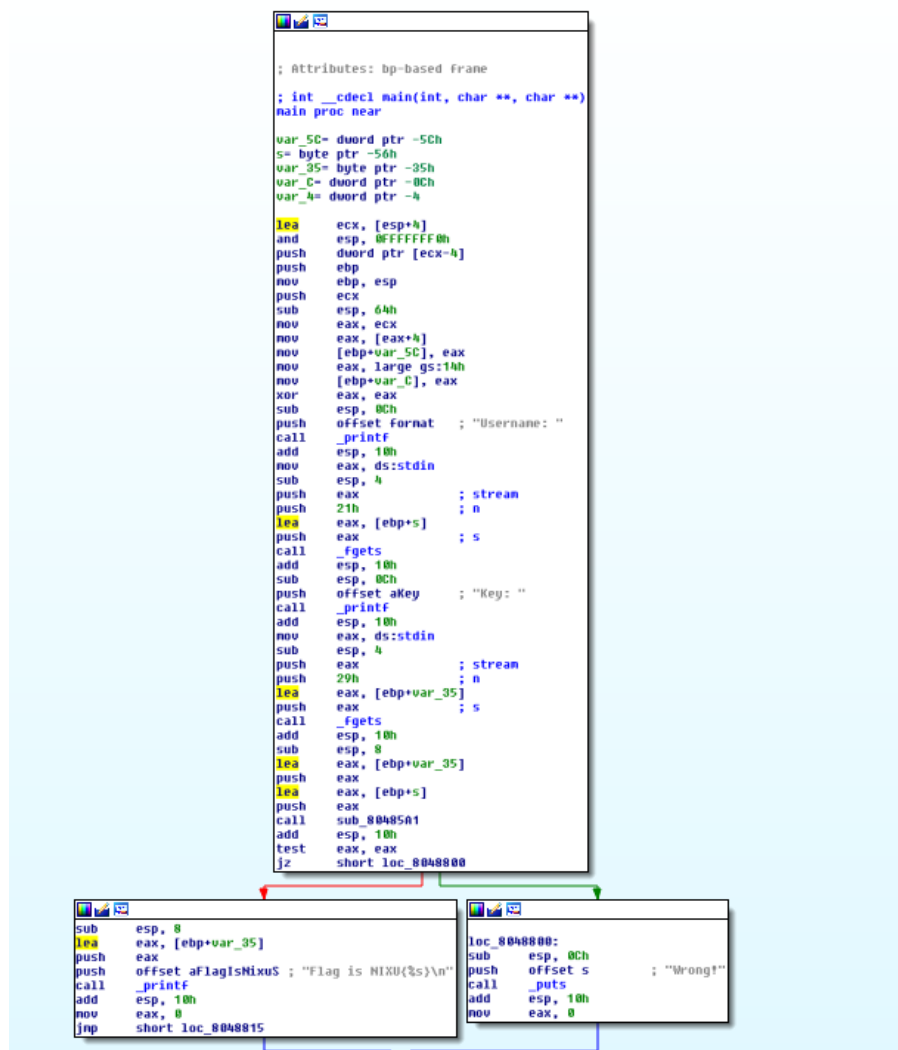 ; Attributes: bp-based frame
; int __cdecl main(int, char **, char **)
main proc near
var_5C= dword ptr -5Ch
s= byte ptr -56h
var_35= byte ptr -35h
var_C= dword ptr -0Ch
var_4= dword ptr -4
lea ecx, [esp+4]
and esp, 0FFFFFFF0h
push dword ptr [ecx-4]
push ebp
mov ebp, esp
push ecx
sub esp, 64h
mov eax, ecx
mov eax, [eax+4]
mov [ebp+var_5C], eax
mov eax, large gs:14h
mov [ebp+var_C], eax
xor eax, eax
sub esp, 0Ch
push offset format ; "Username: "
call _printf
add esp, 10h
mov eax, ds:stdin
sub esp, 4
push eax ; stream
push 21h ; n
lea eax, [ebp+s]
push eax ; s
call _fgets
add esp, 10h
sub esp, 0Ch
push offset aKey ; "Key: "
call _printf
add esp, 10h
mov eax, ds:stdin
sub esp, 4
push eax ; stream
push 29h ; n
lea eax, [ebp+var_35]
push eax ; s
call _fgets
add esp, 10h
sub esp, 8
lea eax, [ebp+var_35]
push eax
lea eax, [ebp+s]
push eax
call sub_80485A1
add esp, 10h
test eax, eax
jz short loc_8048800
sub esp, 8
lea eax, [ebp+var_35]
push eax
push offset aFlagIsNixuS ; "Flag is NIXU{%s}\n"
call _printf
add esp, 10h
mov eax, 0
jmp short loc_8048815
loc_8048800:
sub esp, 0Ch
push offset s ; "Wrong!"
call _puts
add esp, 10h
mov eax, 0